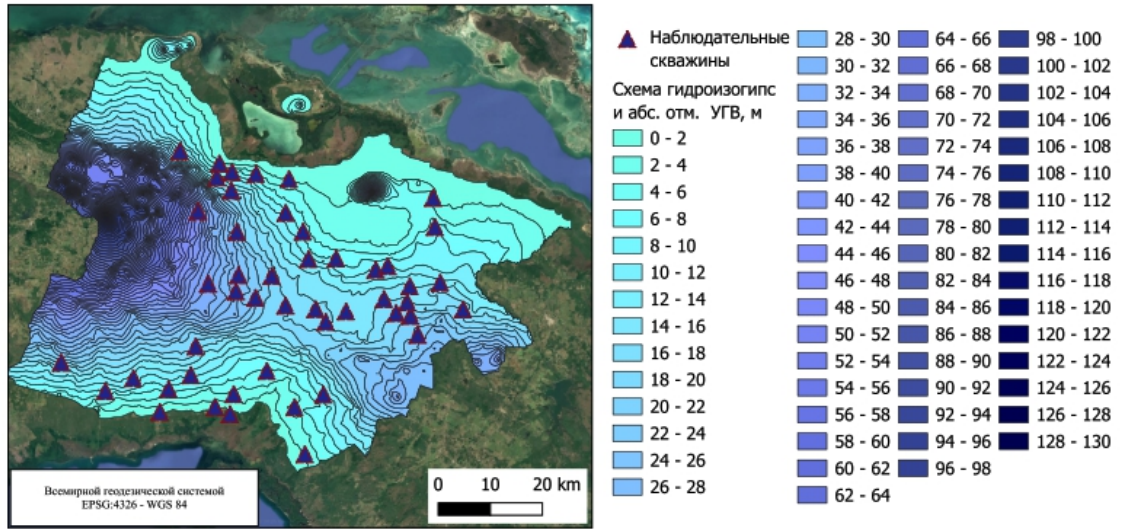 Наблюдательные
скважины
Схема гидроизогипс
и абс. отм. УГВ, м
0 - 2
2 - 4
4 - 6
6 - 8
8 - 10
10 - 12
12 - 14
14 - 16
16 - 18
18 - 20
20 - 22
22 - 24
24 - 26
26 - 28
28 - 30
30 - 32
32 - 34
34 - 36
36 - 38
38 - 40
40 - 42
42 - 44
44 - 46
46 - 48
48 - 50
50 - 52
52 - 54
54 - 56
56 - 58
58 - 60
60 - 62
62 - 64
64 - 66
66 - 68
68 - 70
70 - 72
72 - 74
74 - 76
76 - 78
78 - 80
80 - 82
82 - 84
84 - 86
86 - 88
88 - 90
90 - 92
92 - 94
94 - 96
96 - 98
98 - 100
100 - 102
102 - 104
104 - 106
106 - 108
108 - 110
110 - 112
112 - 114
114 - 116
116 - 118
118 - 120
120 - 122
122 - 124
124 - 126
126 - 128
128 - 130
Всемирной геодезической системой
EPSG:4326 - WGS 84
0 10 20 km